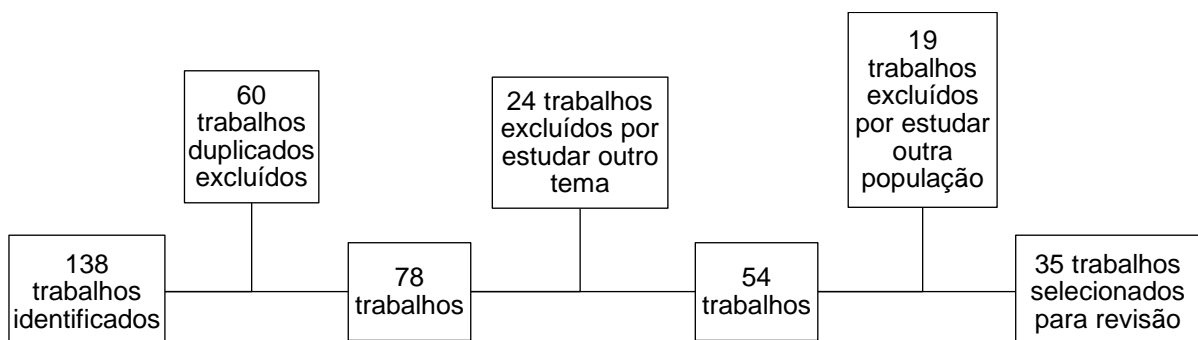 138
trabalhos
identificados
60
trabalhos
duplicados
excluídos
78
trabalhos
24 trabalhos
excluídos por
estudar outro
tema
54
trabalhos
19
trabalhos
excluídos
por estudar
outra
população
35 trabalhos
selecionados
para revisão